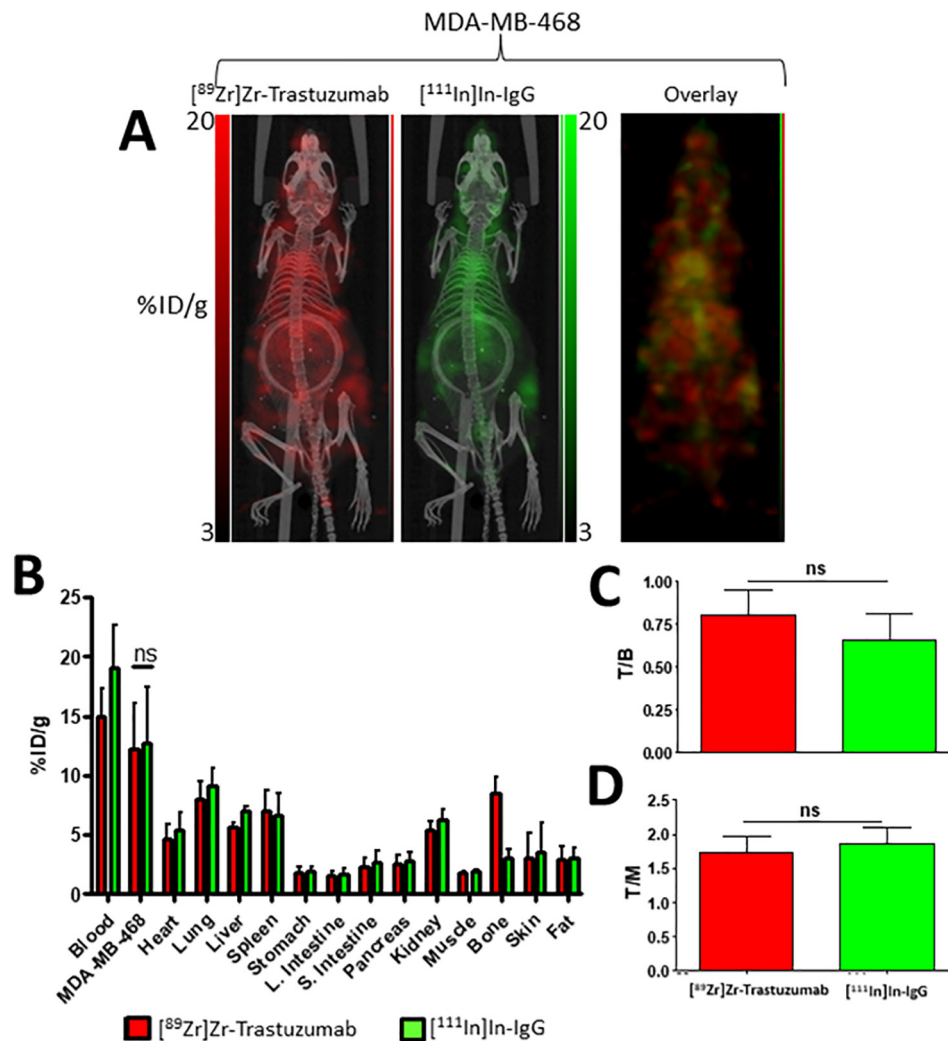 MDA-MB-468
[⁸⁹Zr]Zr-Trastuzumab [¹¹¹In]In-IgG Overlay
A
20 20
%ID/g
3 3
B
25
20
15
10
5
0
%ID/g
ns
Blood
MDA-MB-468
Heart
Lung
Liver
Spleen
Stomach
L. Intestine
S. Intestine
Pancreas
Kidney
Muscle
Bone
Skin
Fat
[⁸⁹Zr]Zr-Trastuzumab [¹¹¹In]In-IgG
C
ns
1.00
0.75
0.50
0.25
0.00
T/B
D
ns
2.5
2.0
1.5
1.0
0.5
0.0
T/M
[⁸⁹Zr]Zr-Trastuzumab [¹¹¹In]In-IgG